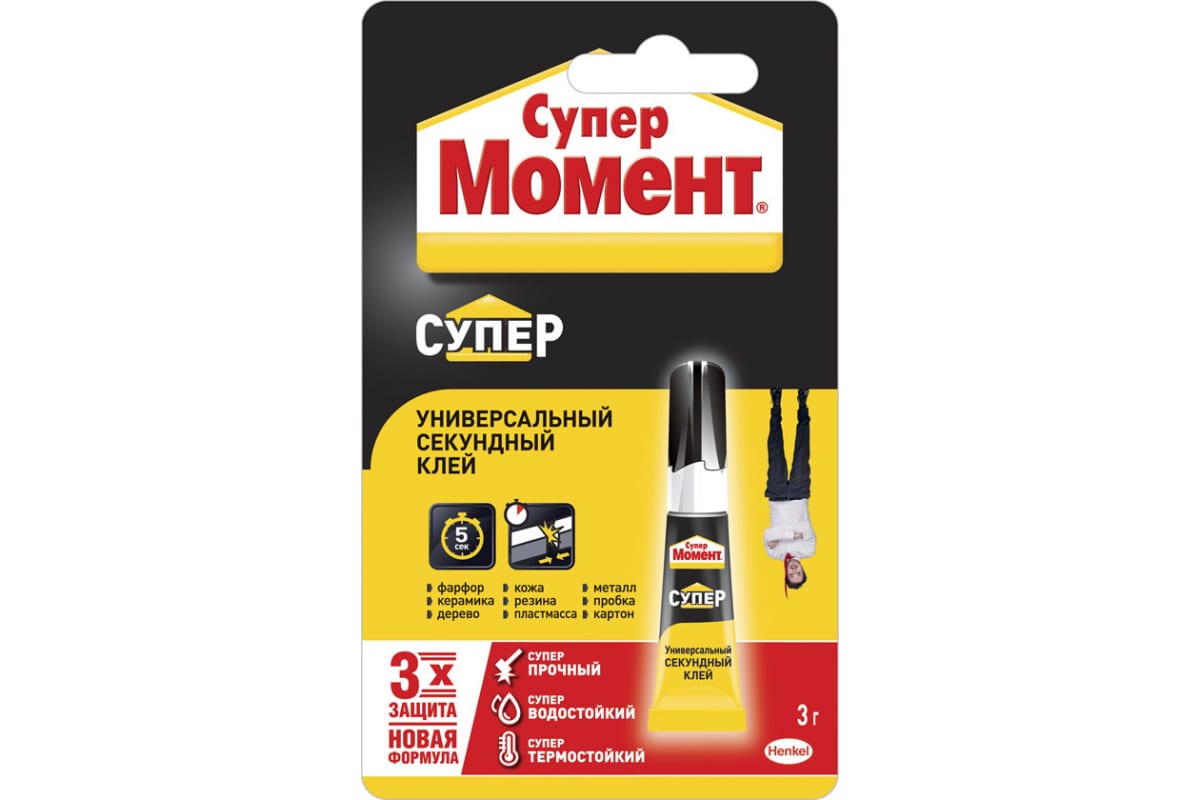 Супер
Момент®
СУПЕР
УНИВЕРСАЛЬНЫЙ
СЕКУНДНЫЙ
КЛЕЙ
5
сек
фарфор
керамика
дерево
кожа
резина
пластмасса
металл
пробка
картон
Супер
Момент
СУПЕР
Универсальный
СЕКУНДНЫЙ
КЛЕЙ
3х
ЗАЩИТА
НОВАЯ
ФОРМУЛА
СУПЕР
ПРОЧНЫЙ
СУПЕР
ВОДОСТОЙКИЙ
СУПЕР
ТЕРМОСТОЙКИЙ
3 г
Henkel